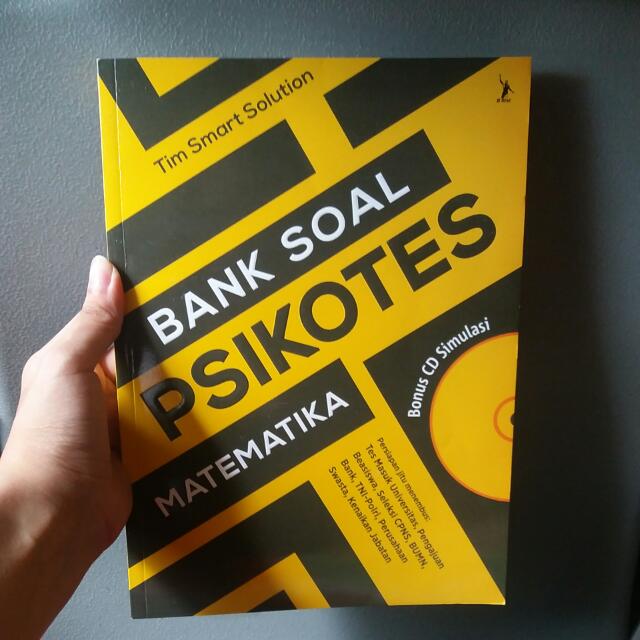 Tim Smart Solution
BANK SOAL
PSIKOTES
MATEMATIKA
Bonus CD Simulasi
Persiapan jitu menembus:
Tes Masuk Universitas, Pengajuan
Beasiswa, Seleksi CPNS, BUMN,
Bank, TNI-Polri, Perusahaan
Swasta, Kenaikan Jabatan